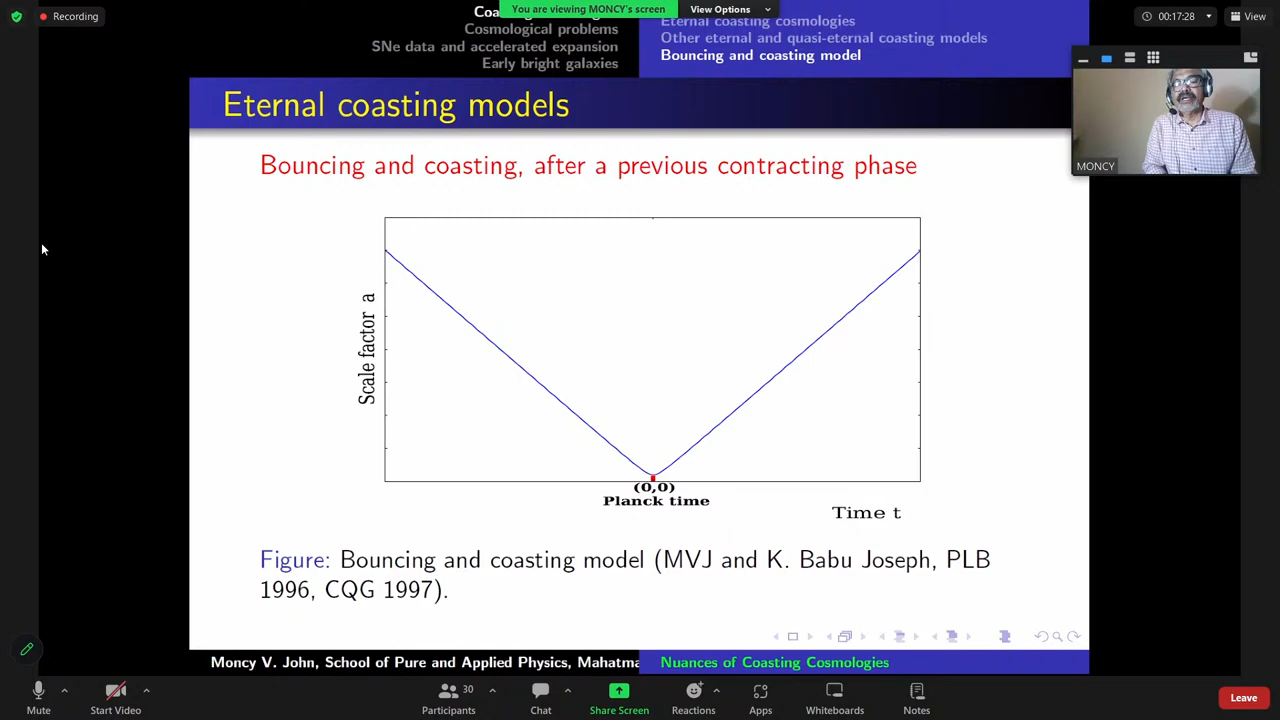 You are viewing MONCY's screen
View Options
Recording
00:17:28
View
Cosmological problems
SNe data and accelerated expansion
Early bright galaxies
Eternal coasting cosmologies
Other eternal and quasi-eternal coasting models
Bouncing and coasting model
MONCY
Eternal coasting models
Bouncing and coasting, after a previous contracting phase
Scale factor a
(0,0)
Planck time
Time t
Figure: Bouncing and coasting model (MVJ and K. Babu Joseph, PLB
1996, CQG 1997).
Moncy V. John, School of Pure and Applied Physics, Mahatma
Nuances of Coasting Cosmologies
Mute
Start Video
30
Participants
Chat
Share Screen
Reactions
Apps
Whiteboards
Notes
Leave